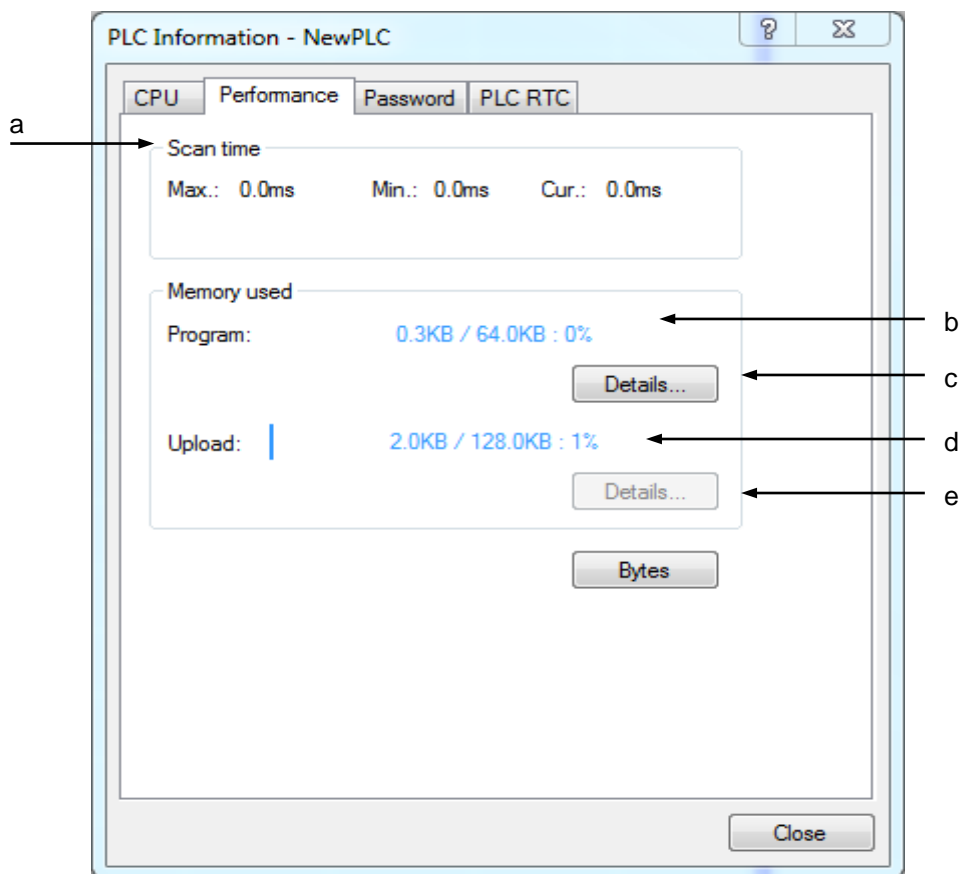 PLC Information - NewPLC
CPU Performance Password PLC RTC
a
Scan time
Max.: 0.0ms Min.: 0.0ms Cur.: 0.0ms
Memory used
Program: 0.3KB / 64.0KB : 0%
b
Details...
c
Upload: 2.0KB / 128.0KB : 1%
d
Details...
e
Bytes
Close